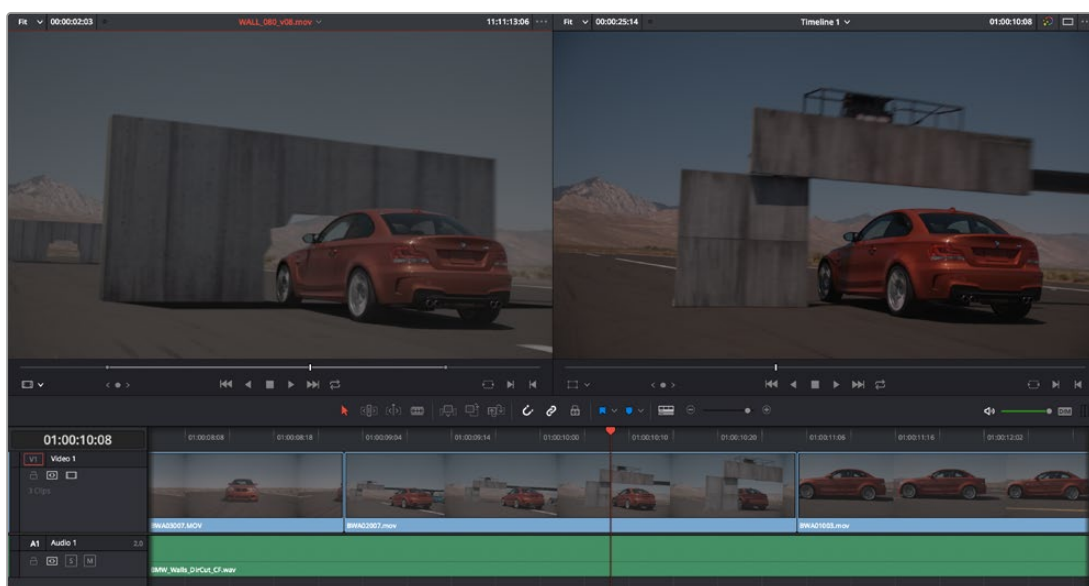 Fit 00:00:02:03 WALL_080_v08.mov 11:11:13:06 Fit 00:00:25:14 Timeline 1 01:00:10:08
01:00:10:08 01:00:08:08 01:00:08:18 01:00:09:04 01:00:09:14 01:00:10:00 01:00:10:10 01:00:10:20 01:00:11:06 01:00:11:16 01:00:12:02
DIM
V1 Video 1
3 Clips
BWA03007.MOV BWA02007.mov BWA01003.mov
A1 Audio 1 2.0
S M
BMW_Walls_DirCut_CF.wav